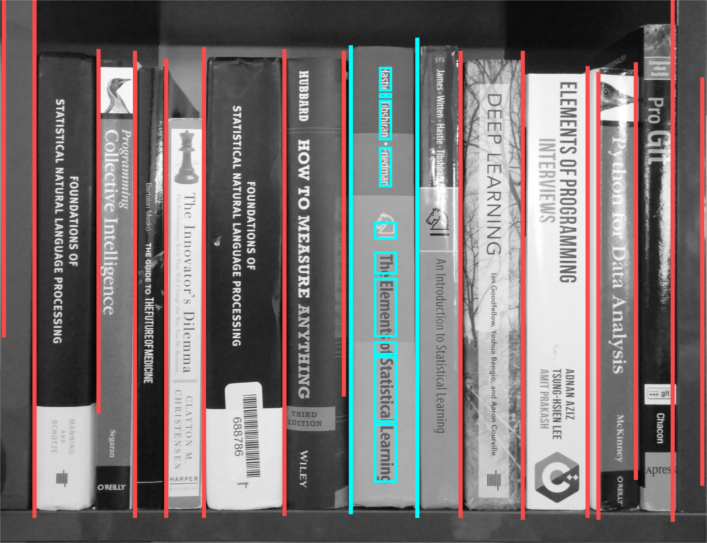 FOUNDATIONS OF
STATISTICAL NATURAL LANGUAGE PROCESSING
MANNING
AND
SCHÜTZE
Programming
Collective Intelligence
Segaran
O'REILLY
THE GUIDE TO THE FUTURE OF MEDICINE
The Innovator's Dilemma
CLAYTON M
CHRISTENSEN
HARPER
FOUNDATIONS OF
STATISTICAL NATURAL LANGUAGE PROCESSING
688786
HUBBARD
HOW TO MEASURE ANYTHING
THIRD
EDITION
WILEY
Hastie Tibshirani • Friedman
The Elements of Statistical Learning
STS
James · Witten · Hastie · Tibshirani
An Introduction to Statistical Learning
DEEP LEARNING
Ian Goodfellow, Yoshua Bengio, and Aaron Courville
ELEMENTS OF PROGRAMMING
INTERVIEWS
ADNAN AZIZ
TSUNG-HSIEN LEE
AMIT PRAKASH
Python for Data Analysis
McKinney
O'REILLY
Pro Git
git
Chacon
Apress